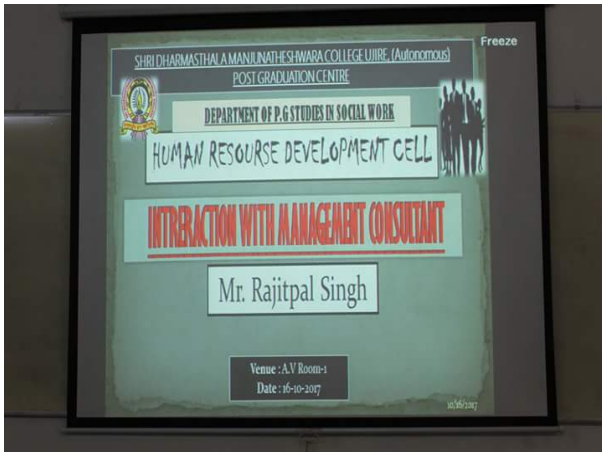 Freeze
SHRI DHARMASTHALA MANJUNATHESHWARA COLLEGE UJIRE, (Autonomous)
POST GRADUATION CENTRE
DEPARTMENT OF P.G STUDIES IN SOCIAL WORK
HUMAN RESOURSE DEVELOPMENT CELL
INTRERACTION WITH MANAGEMENT CONSULTANT
Mr. Rajitpal Singh
Venue : A.V Room-1
Date : 16-10-2017
10/16/2017